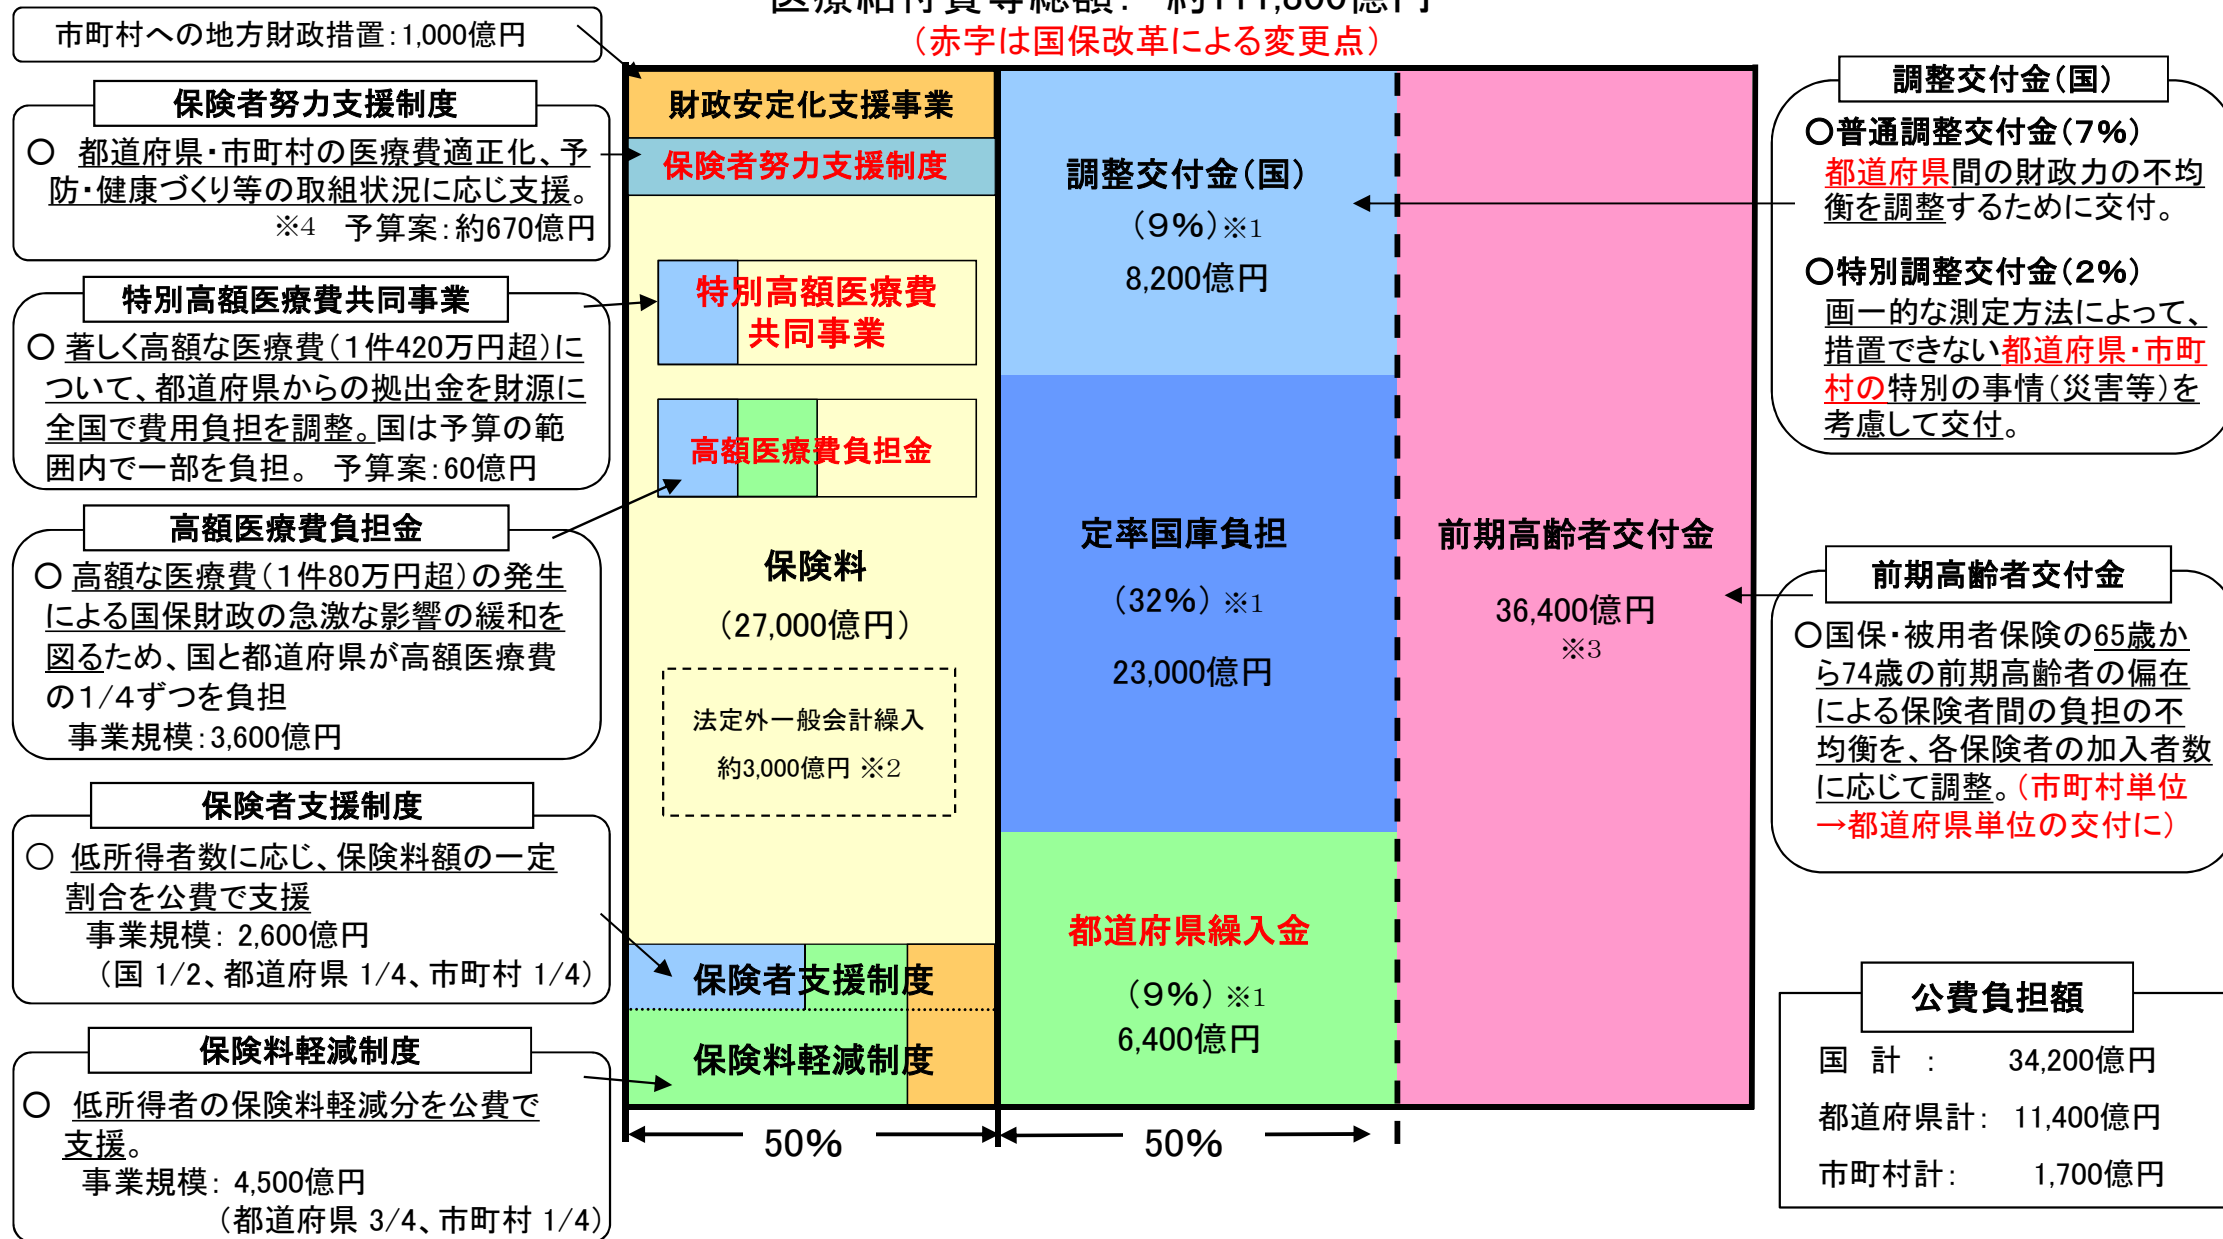 （赤字は国保改革による変更点）
市町村への地方財政措置：1,000億円
保険者努力支援制度
○ 都道府県・市町村の医療費適正化、予
防・健康づくり等の取組状況に応じ支援。
※4 予算案：約670億円
特別高額医療費共同事業
○ 著しく高額な医療費（１件420万円超）に
ついて、都道府県からの拠出金を財源に
全国で費用負担を調整。国は予算の範
囲内で一部を負担。 予算案：60億円
高額医療費負担金
○ 高額な医療費（１件80万円超）の発生
による国保財政の急激な影響の緩和を
図るため、国と都道府県が高額医療費
の１/４ずつを負担
事業規模：3,600億円
保険者支援制度
○ 低所得者数に応じ、保険料額の一定
割合を公費で支援
事業規模： 2,600億円
（国 1/2、都道府県 1/4、市町村 1/4）
保険料軽減制度
○ 低所得者の保険料軽減分を公費で
支援。
事業規模： 4,500億円
（都道府県 3/4、市町村 1/4）
財政安定化支援事業
保険者努力支援制度
特別高額医療費
共同事業
高額医療費負担金
保険料
（27,000億円）
法定外一般会計繰入
約3,000億円 ※2
保険者支援制度
保険料軽減制度
50%
調整交付金（国）
（９％）※1
8,200億円
定率国庫負担
（32％）※1
23,000億円
都道府県繰入金
（９％）※1
6,400億円
50%
前期高齢者交付金
36,400億円
※3
調整交付金（国）
○普通調整交付金（７％）
都道府県間の財政力の不均
衡を調整するために交付。
○特別調整交付金（２％）
画一的な測定方法によって、
措置できない都道府県・市町
村の特別の事情（災害等）を
考慮して交付。
前期高齢者交付金
○国保・被用者保険の65歳か
ら74歳の前期高齢者の偏在
による保険者間の負担の不
均衡を、各保険者の加入者数
に応じて調整。（市町村単位
→都道府県単位の交付に）
公費負担額
国 計 ： 34,200億円
都道府県計： 11,400億円
市町村計： 1,700億円